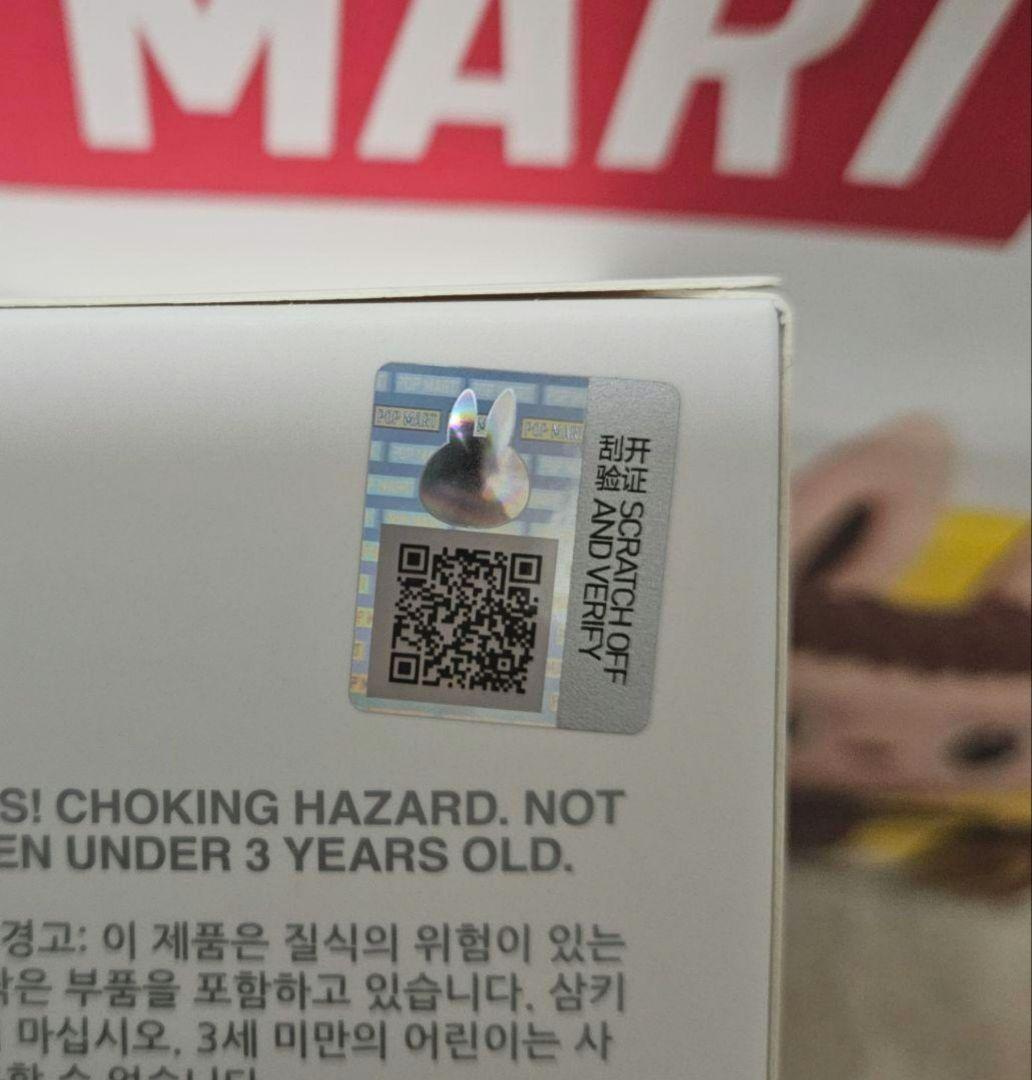 MART
POP MART
POP MART
POP MART
开证 SCRATCH OFF
刮验 AND VERIFY
S! CHOKING HAZARD. NOT
EN UNDER 3 YEARS OLD.
경고: 이 제품은 질식의 위험이 있는
은 부품을 포함하고 있습니다. 삼키
마십시오. 3세 미만의 어린이는 사